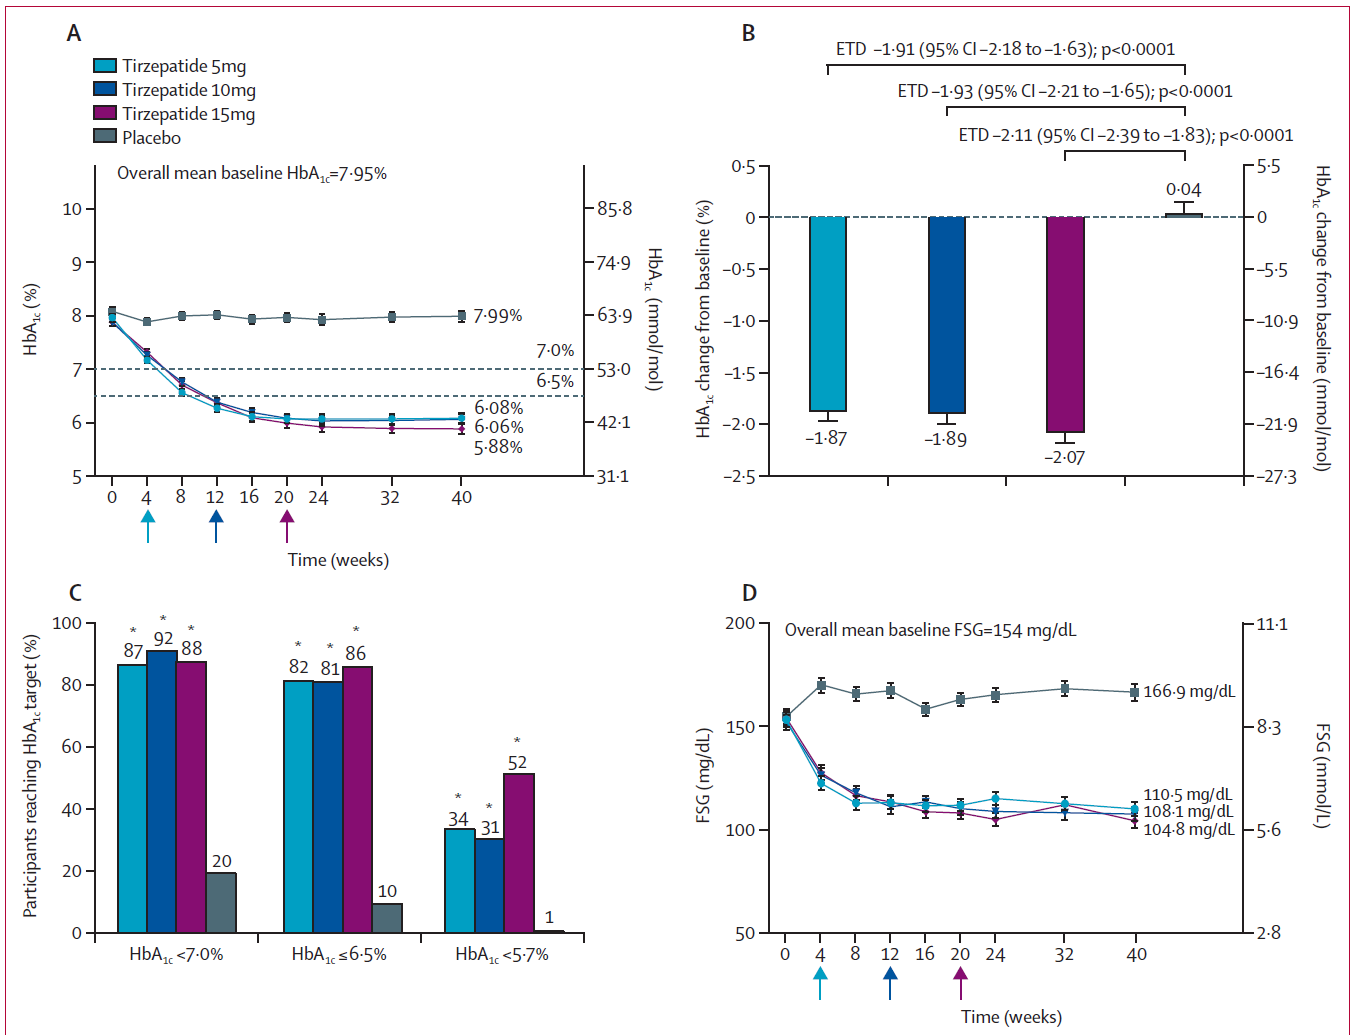 A
Tirzepatide 5mg
Tirzepatide 10mg
Tirzepatide 15mg
Placebo
Overall mean baseline HbA1c=7·95%
HbA1c (%)
10
9
8
7
6
5
85·8
74·9
63·9
53·0
42·1
31·1
HbA1c (mmol/mol)
7·99%
7·0%
6·5%
6·08%
6·06%
5·88%
0 4 8 12 16 20 24 32 40
Time (weeks)
B
ETD –1·91 (95% CI –2·18 to –1·63); p<0·0001
ETD –1·93 (95% CI –2·21 to –1·65); p<0·0001
ETD –2·11 (95% CI –2·39 to –1·83); p<0·0001
HbA1c change from baseline (%)
0·5
0
–0·5
–1·0
–1·5
–2·0
–2·5
0·04
–1·87
–1·89
–2·07
5·5
0
–5·5
–10·9
–16·4
–21·9
–27·3
HbA1c change from baseline (mmol/mol)
C
Participants reaching HbA1c target (%)
100
80
60
40
20
0
* * *
87 92 88 20
* * *
82 81 86 10
* * *
34 31 52 1
HbA1c <7·0% HbA1c ≤6·5% HbA1c <5·7%
D
Overall mean baseline FSG=154 mg/dL
FSG (mg/dL)
200
150
100
50
166·9 mg/dL
110·5 mg/dL
108·1 mg/dL
104·8 mg/dL
11·1
8·3
5·6
2·8
FSG (mmol/L)
0 4 8 12 16 20 24 32 40
Time (weeks)